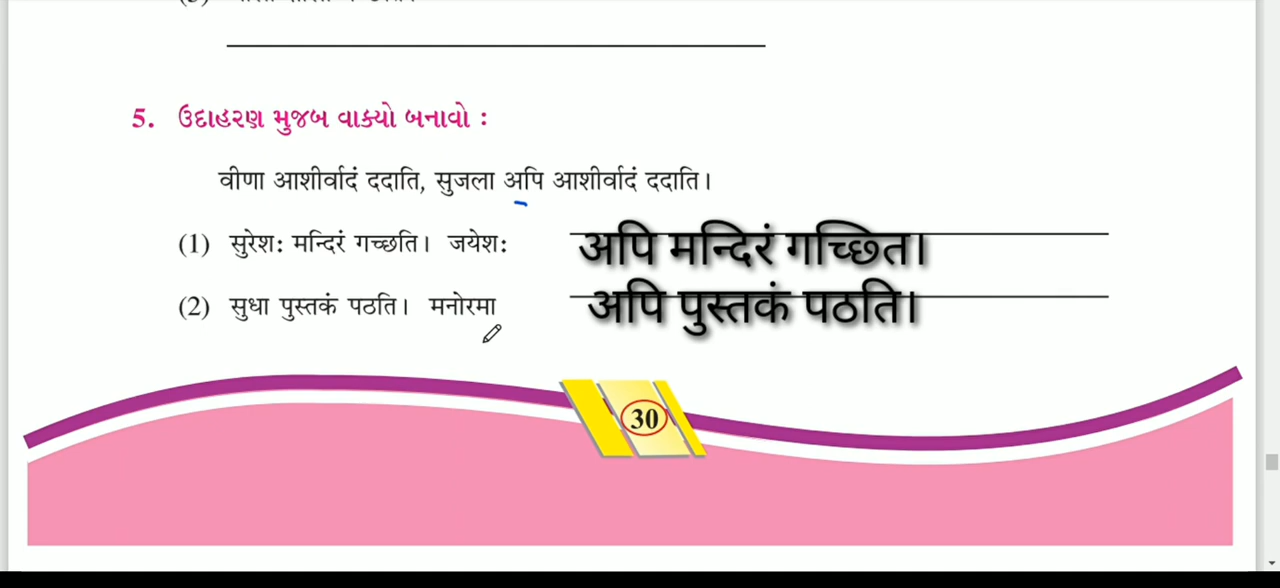 5. ઉદાહરણ મુજબ વાક્યો બનાવો :
वीणा आशीर्वादं ददाति, सुजला अपि आशीर्वादं ददाति।
(1) सुरेशः मन्दिरं गच्छति। जयेशः अपि मन्दिरं गच्छित।
(2) सुधा पुस्तकं पठति। मनोरमा अपि पुस्तकं पठति।
30